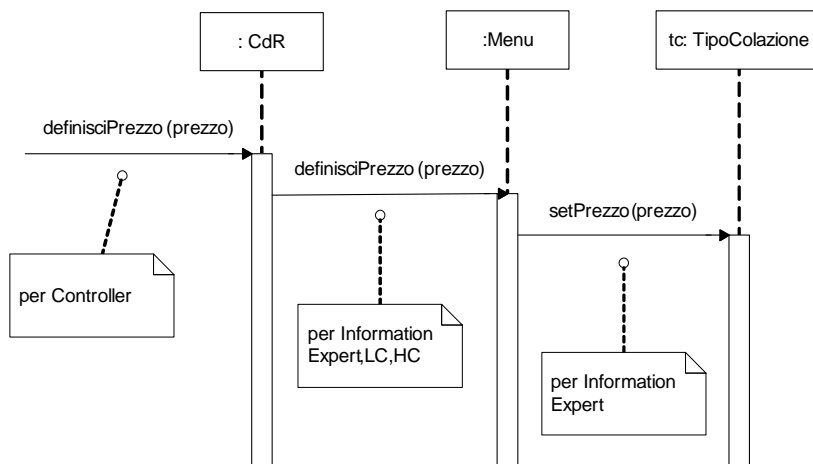 : CdR
:Menu
tc: TipoColazione
definisciPrezzo (prezzo)
definisciPrezzo (prezzo)
setPrezzo(prezzo)
per Controller
per Information
Expert,LC,HC
per Information
Expert